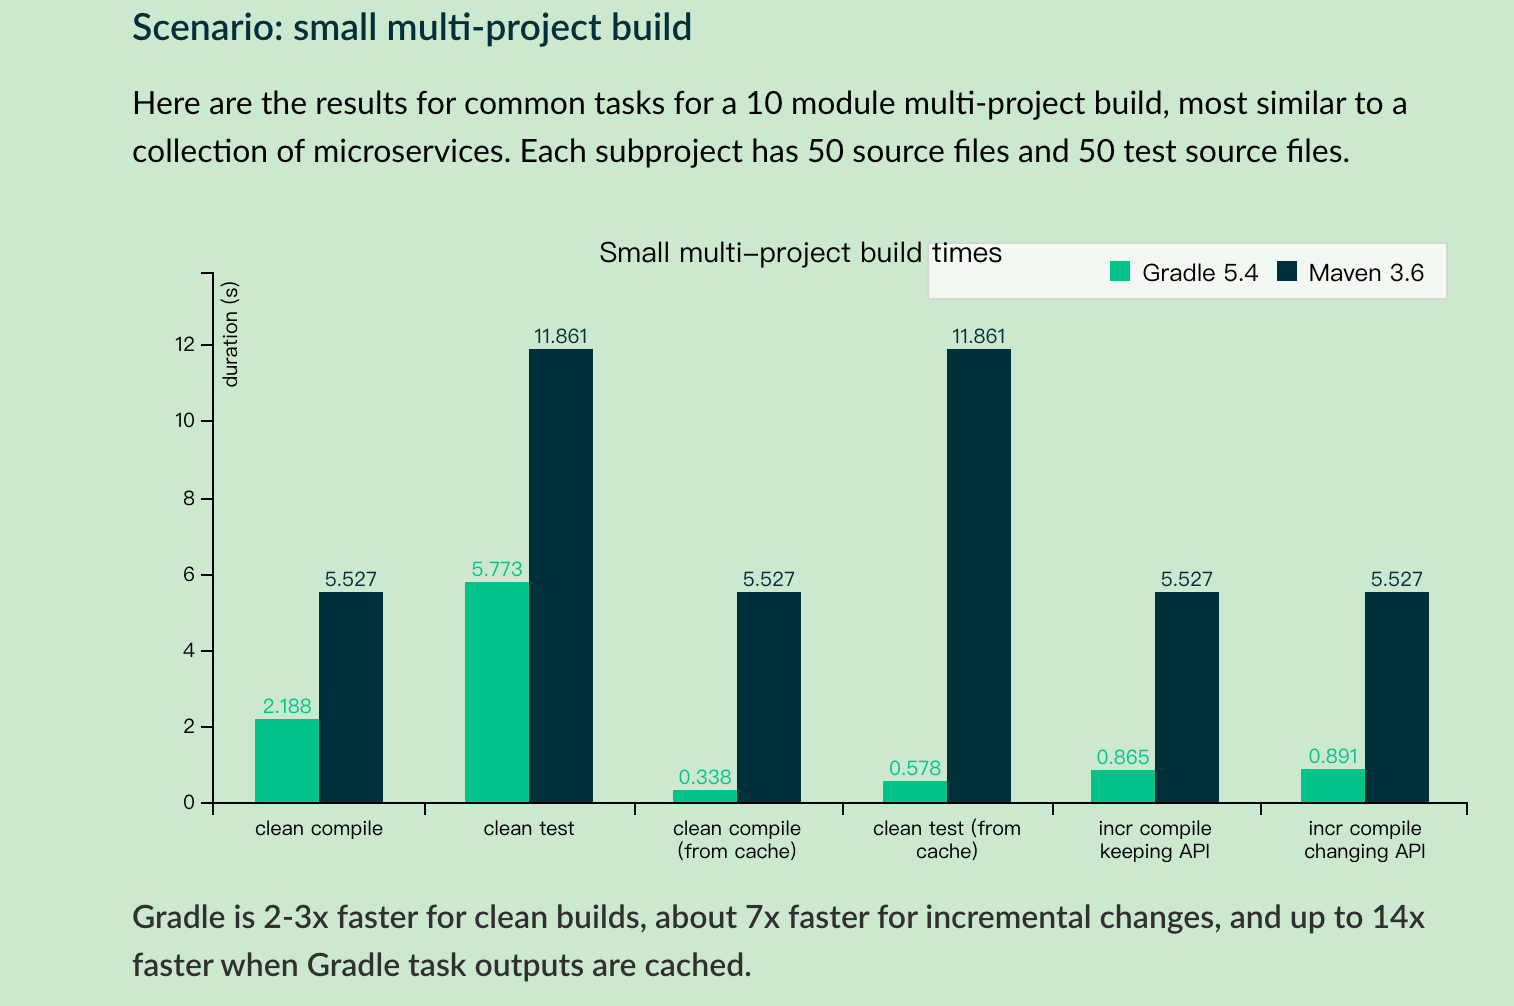 Scenario: small multi-project build
Here are the results for common tasks for a 10 module multi-project build, most similar to a
collection of microservices. Each subproject has 50 source files and 50 test source files.
Small multi–project build times
Gradle 5.4
Maven 3.6
duration (s)
12
10
8
6
4
2
0
2.188
5.527
5.773
11.861
0.338
5.527
0.578
11.861
0.865
5.527
0.891
5.527
clean compile
clean test
clean compile
(from cache)
clean test (from
cache)
incr compile
keeping API
incr compile
changing API
Gradle is 2-3x faster for clean builds, about 7x faster for incremental changes, and up to 14x
faster when Gradle task outputs are cached.